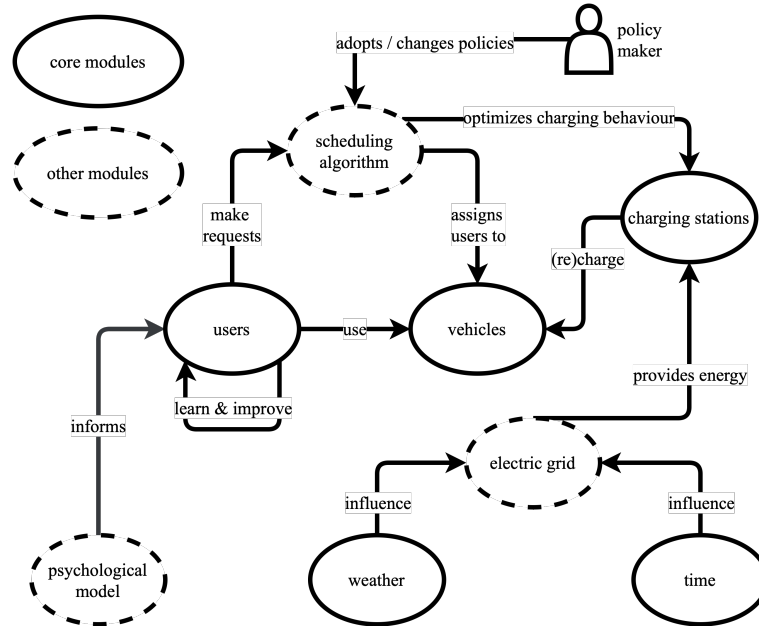 adopts / changes policies
policy
maker
core modules
scheduling
algorithm
optimizes charging behaviour
other modules
make
requests
assigns
users to
charging stations
(re)charge
users
use
vehicles
learn & improve
provides energy
informs
electric grid
influence
influence
psychological
model
weather
time